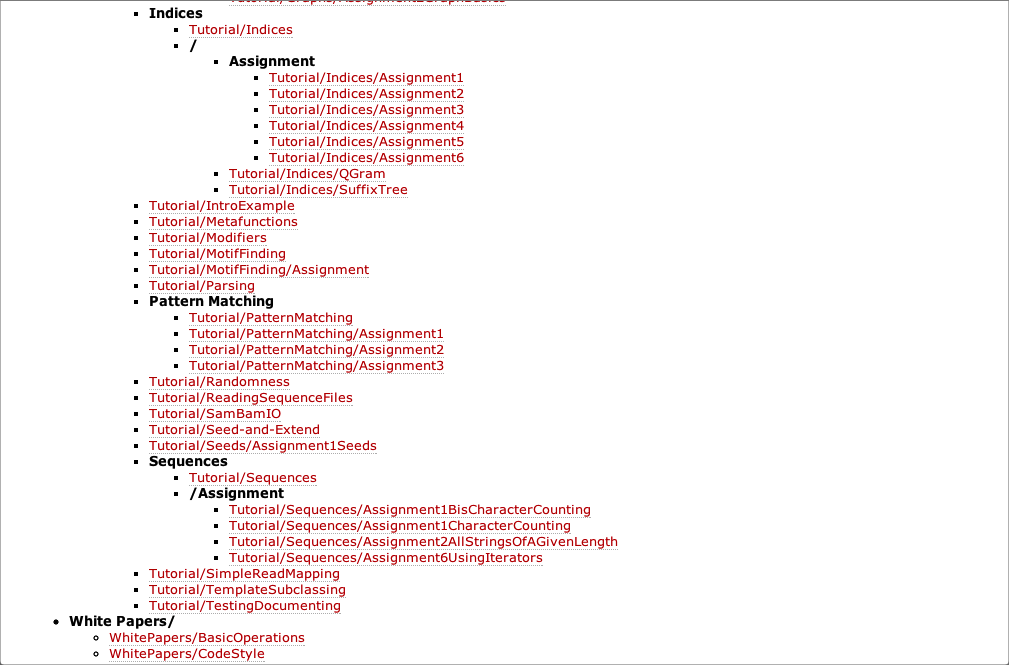 Indices
Tutorial/Indices
/
Assignment
Tutorial/Indices/Assignment1
Tutorial/Indices/Assignment2
Tutorial/Indices/Assignment3
Tutorial/Indices/Assignment4
Tutorial/Indices/Assignment5
Tutorial/Indices/Assignment6
Tutorial/Indices/QGram
Tutorial/Indices/SuffixTree
Tutorial/IntroExample
Tutorial/Metafunctions
Tutorial/Modifiers
Tutorial/MotifFinding
Tutorial/MotifFinding/Assignment
Tutorial/Parsing
Pattern Matching
Tutorial/PatternMatching
Tutorial/PatternMatching/Assignment1
Tutorial/PatternMatching/Assignment2
Tutorial/PatternMatching/Assignment3
Tutorial/Randomness
Tutorial/ReadingSequenceFiles
Tutorial/SamBamIO
Tutorial/Seed-and-Extend
Tutorial/Seeds/Assignment1Seeds
Sequences
Tutorial/Sequences
/Assignment
Tutorial/Sequences/Assignment1BisCharacterCounting
Tutorial/Sequences/Assignment1CharacterCounting
Tutorial/Sequences/Assignment2AllStringsOfAGivenLength
Tutorial/Sequences/Assignment6UsingIterators
Tutorial/SimpleReadMapping
Tutorial/TemplateSubclassing
Tutorial/TestingDocumenting
White Papers/
WhitePapers/BasicOperations
WhitePapers/CodeStyle